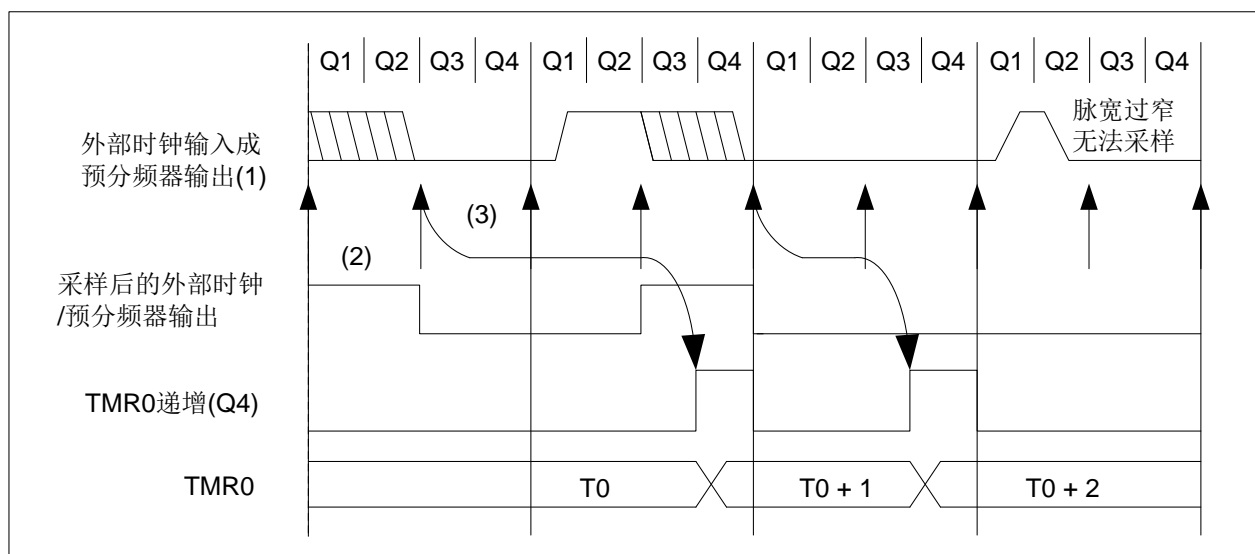 Q1 Q2 Q3 Q4 Q1 Q2 Q3 Q4 Q1 Q2 Q3 Q4 Q1 Q2 Q3 Q4
外部时钟输入成
预分频器输出(1)
脉宽过窄
无法采样
(3)
(2)
采样后的外部时钟
/预分频器输出
TMR0递增(Q4)
TMR0
T0
T0 + 1
T0 + 2